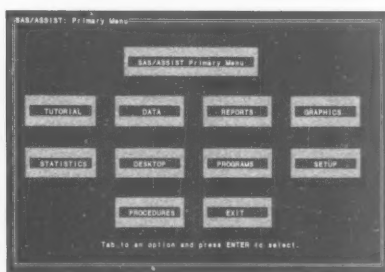 SAS/ASSIST: Primary Menu
SAS/ASSIST Primary Menu
TUTORIAL DATA REPORTS GRAPHICS
STATISTICS DESKTOP PROGRAMS SETUP
PROCEDURES EXIT
Tab to an option and press ENTER to select.